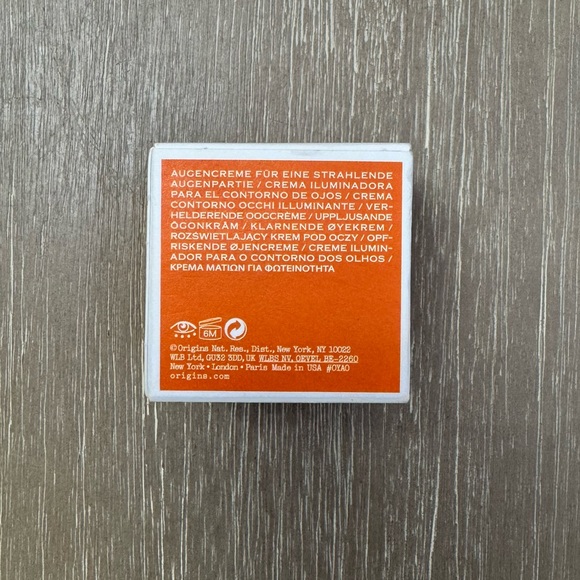 AUGENCREME FÜR EINE STRAHLENDE
AUGENPARTIE / CREMA ILUMINADORA
PARA EL CONTORNO DE OJOS / CREMA
CONTORNO OCCHI ILLUMINANTE / VER-
HELDERENDE OOGCRÈME / UPPLJUSANDE
ÖGONKRÄM / KLARNENDE ØYEKREM /
ROZŚWIETLAJĄCY KREM POD OCZY / OPF-
RISKENDE ØJENCREME / CREME ILUMIN-
ADOR PARA O CONTORNO DOS OLHOS /
ΚΡΕΜΑ ΜΑΤΙΩΝ ΓΙΑ ΦΩΤΕΙΝΟΤΗΤΑ
6M
©Origins Nat. Res., Dist., New York, NY 10022
WLB Ltd, GU32 3DD, UK WLBS NV, OEVEL BE-2260
New York • London • Paris Made in USA #0YA0
origins.com